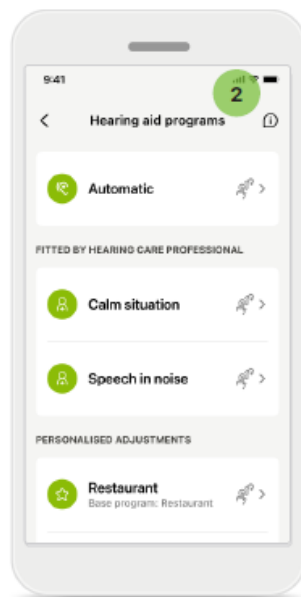 9:41
2
Hearing aid programs
Automatic
FITTED BY HEARING CARE PROFESSIONAL
Calm situation
Speech in noise
PERSONALISED ADJUSTMENTS
Restaurant
Base program: Restaurant